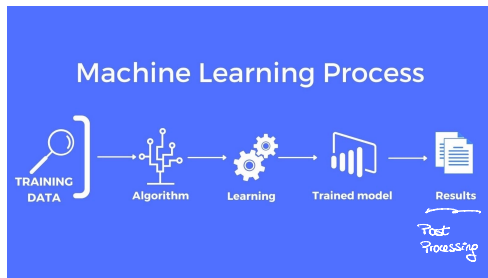 Machine Learning Process
TRAINING
DATA
Algorithm
Learning
Trained model
Results
Post
Processing